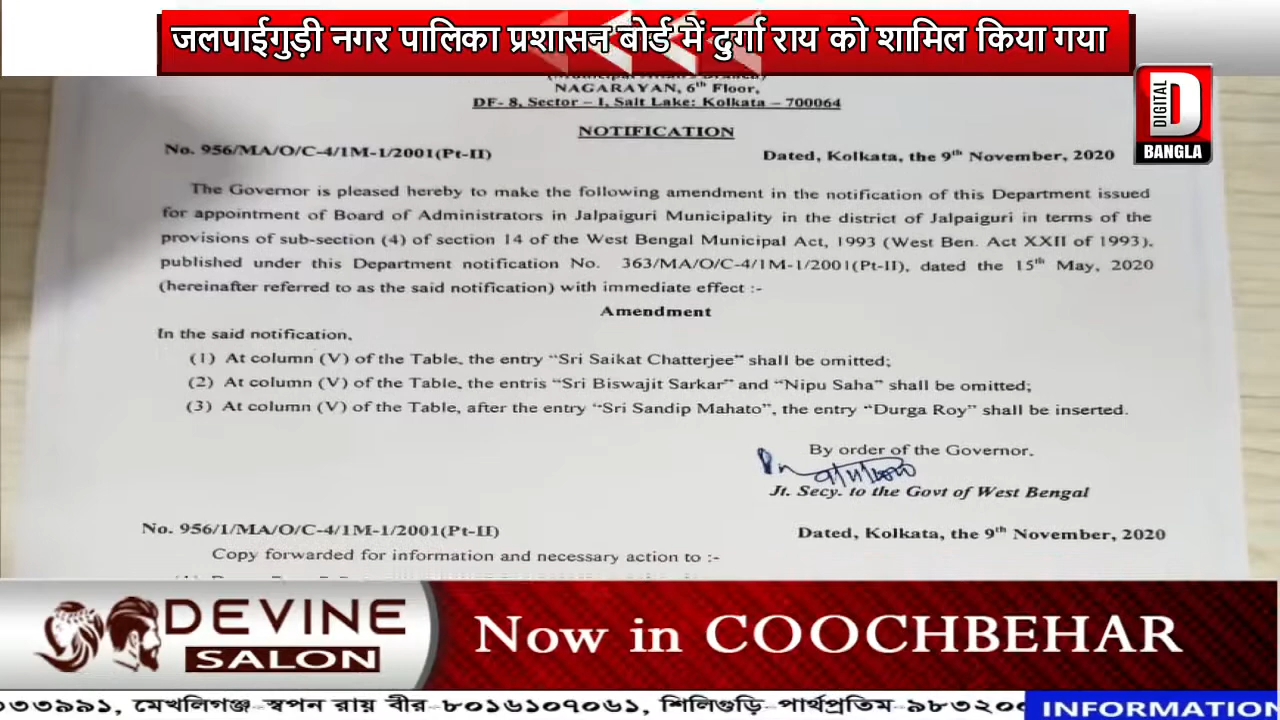 जलपाईगुड़ी नगर पालिका प्रशासन बोर्ड में दुर्गा राय को शामिल किया गया
DIGITAL
BANGLA
(Municipal Affairs Branch)
NAGARAYAN, 6th Floor,
DF- 8, Sector – I, Salt Lake: Kolkata – 700064
NOTIFICATION
No. 956/MA/O/C-4/1M-1/2001(Pt-II) Dated, Kolkata, the 9th November, 2020
The Governor is pleased hereby to make the following amendment in the notification of this Department issued
for appointment of Board of Administrators in Jalpaiguri Municipality in the district of Jalpaiguri in terms of the
provisions of sub-section (4) of section 14 of the West Bengal Municipal Act, 1993 (West Ben. Act XXII of 1993),
published under this Department notification No. 363/MA/O/C-4/1M-1/2001(Pt-II), dated the 15th May, 2020
(hereinafter referred to as the said notification) with immediate effect :-
Amendment
In the said notification,
(1) At column (V) of the Table, the entry "Sri Saikat Chatterjee" shall be omitted;
(2) At column (V) of the Table, the entris "Sri Biswajit Sarkar" and "Nipu Saha" shall be omitted;
(3) At column (V) of the Table, after the entry "Sri Sandip Mahato", the entry "Durga Roy" shall be inserted.
By order of the Governor.
Jt. Secy. to the Govt of West Bengal
No. 956/1/MA/O/C-4/1M-1/2001(Pt-II) Dated, Kolkata, the 9th November, 2020
Copy forwarded for information and necessary action to :-
DEVINE
SALON
Now in COOCHBEHAR
৩৩৯৯১, মেখলিগঞ্জ-স্বপন রায় বীর-৮০১৬১০৭০৬১, শিলিগুড়ি-পার্থপ্রতিম-৯৮৩২০ INFORMATION